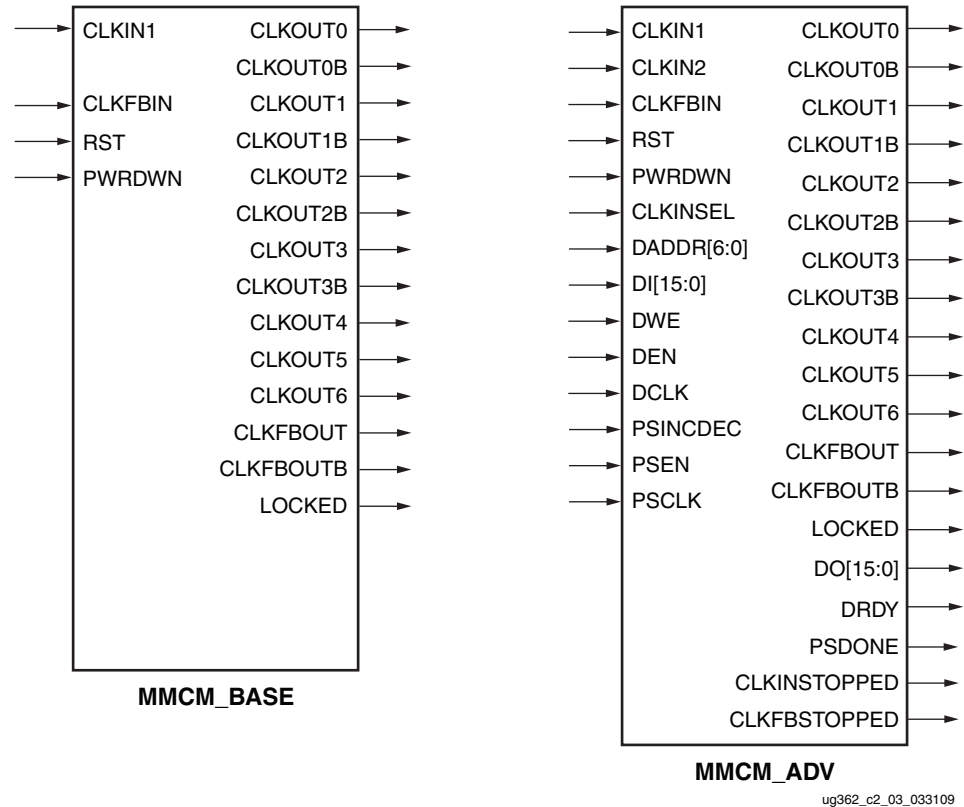 CLKIN1
CLKFBIN
RST
PWRDWN
CLKOUT0
CLKOUT0B
CLKOUT1
CLKOUT1B
CLKOUT2
CLKOUT2B
CLKOUT3
CLKOUT3B
CLKOUT4
CLKOUT5
CLKOUT6
CLKFBOUT
CLKFBOUTB
LOCKED
MMCM_BASE
CLKIN1
CLKIN2
CLKFBIN
RST
PWRDWN
CLKINSEL
DADDR[6:0]
DI[15:0]
DWE
DEN
DCLK
PSINCDEC
PSEN
PSCLK
CLKOUT0
CLKOUT0B
CLKOUT1
CLKOUT1B
CLKOUT2
CLKOUT2B
CLKOUT3
CLKOUT3B
CLKOUT4
CLKOUT5
CLKOUT6
CLKFBOUT
CLKFBOUTB
LOCKED
DO[15:0]
DRDY
PSDONE
CLKINSTOPPED
CLKFBSTOPPED
MMCM_ADV
ug362_c2_03_033109